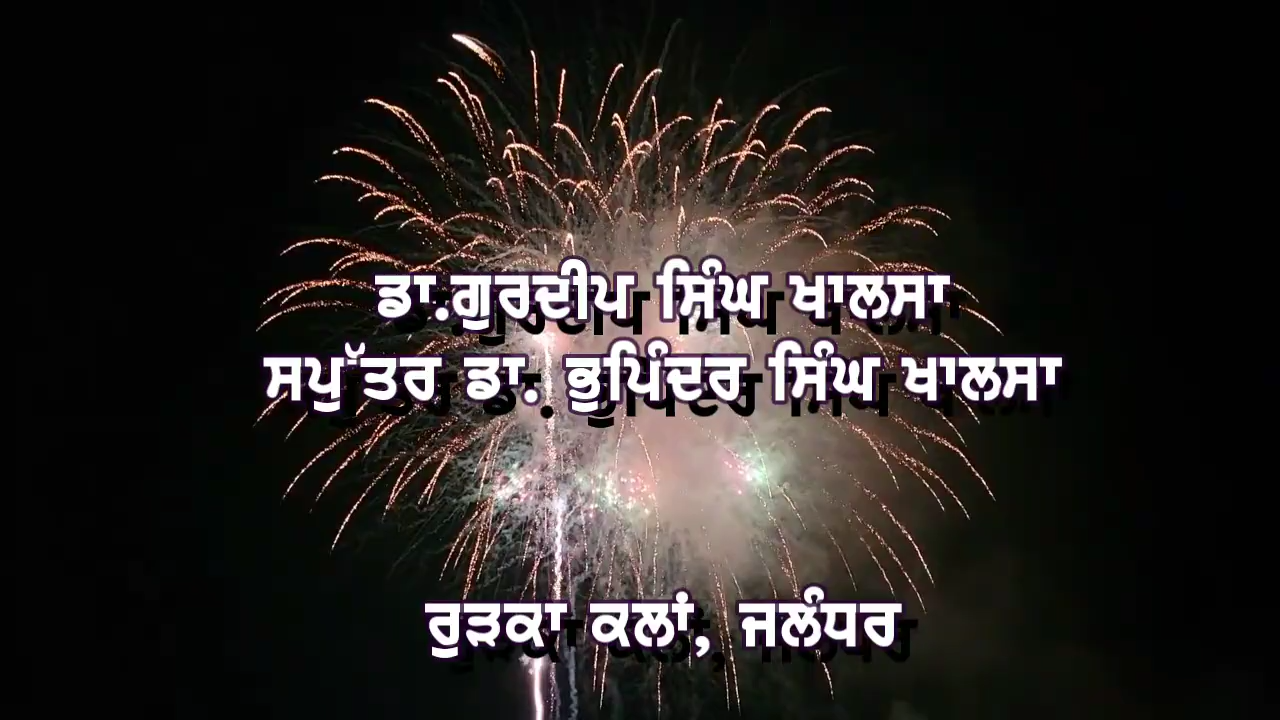 ਡਾ.ਗੁਰਦੀਪ ਸਿੰਘ ਖਾਲਸਾ
ਸਪੁੱਤਰ ਡਾ. ਭੁਪਿੰਦਰ ਸਿੰਘ ਖਾਲਸਾ
ਰੁੜਕਾ ਕਲਾਂ, ਜਲੰਧਰ